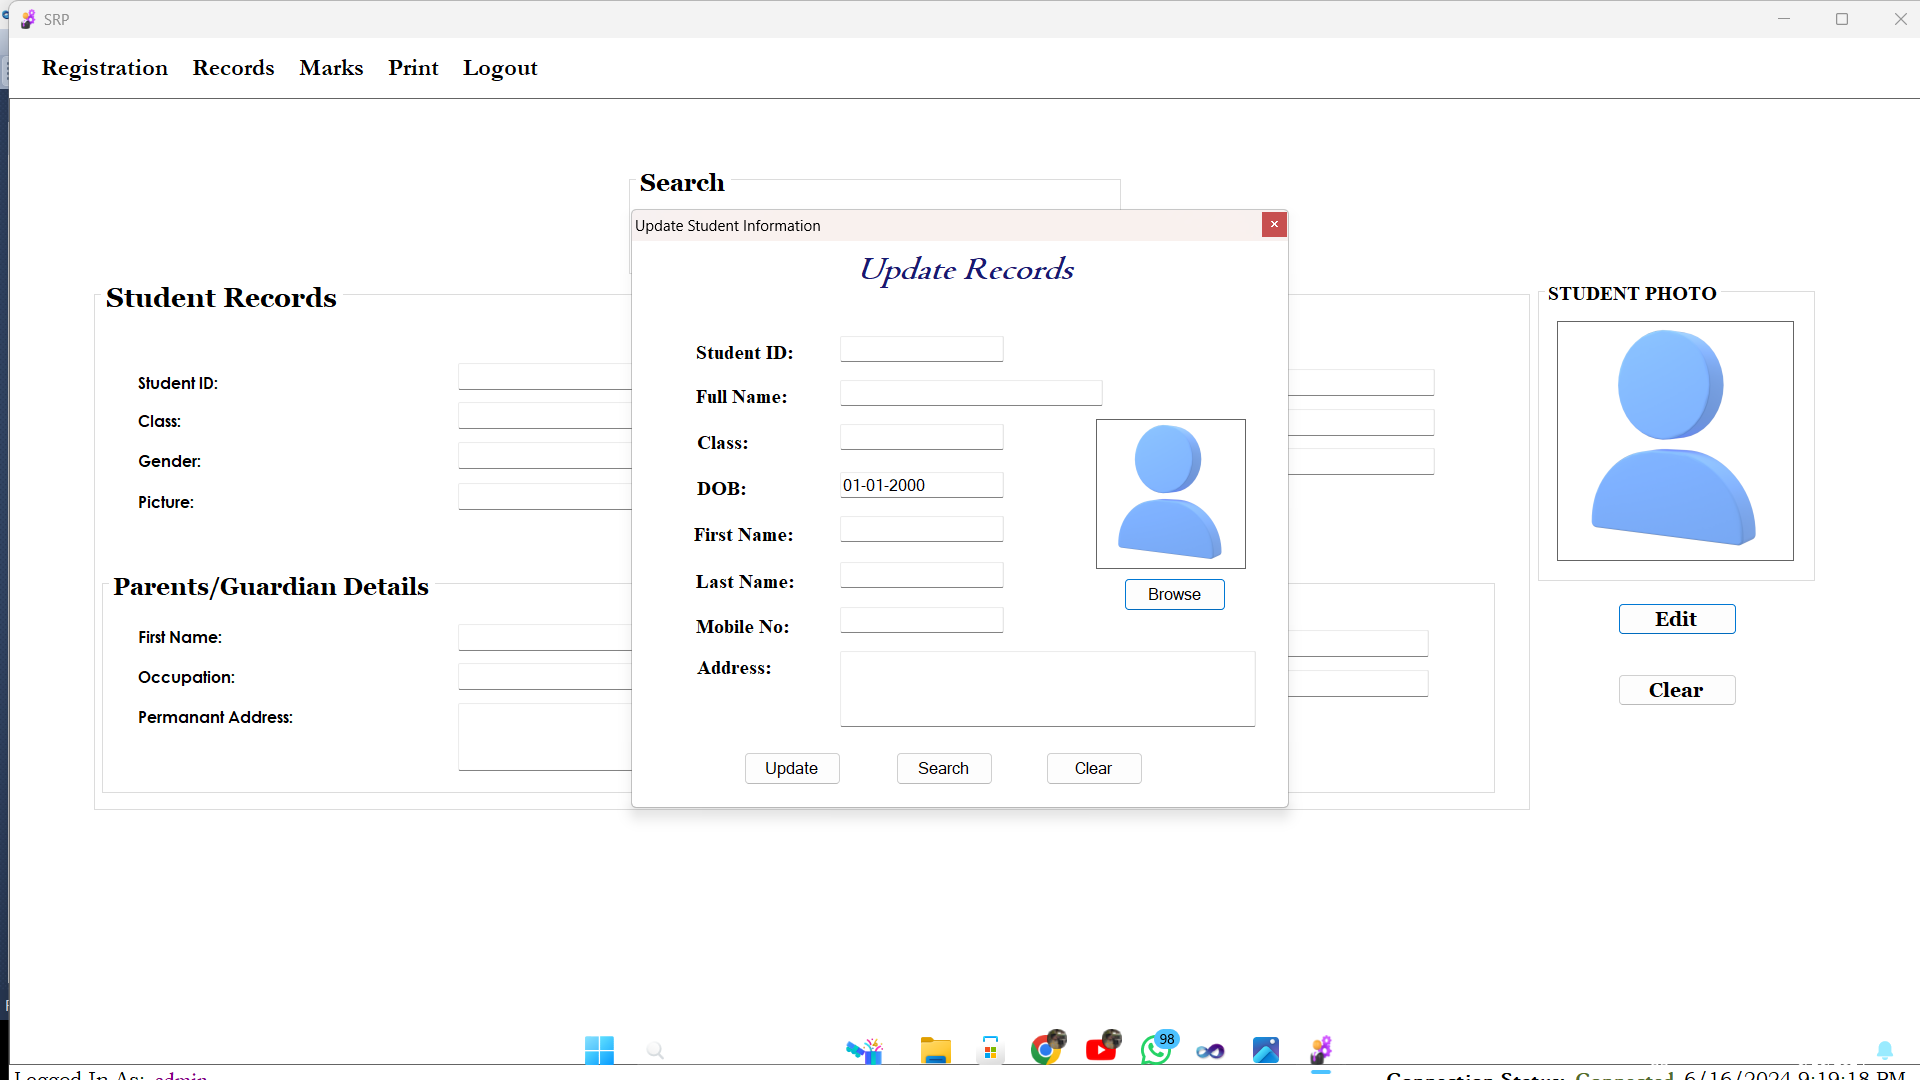 SRP
Registration Records Marks Print Logout
Search
Update Student Information
Update Records
Student Records
STUDENT PHOTO
Student ID:
Class:
Gender:
Picture:
Student ID:
Full Name:
Class:
DOB: 01-01-2000
First Name:
Last Name:
Mobile No:
Address:
Browse
Update Search Clear
Parents/Guardian Details
First Name:
Occupation:
Permanant Address:
Edit
Clear
98
Logged In As: admin
Connection Status: Connected 6/16/2024 9:19:18 PM